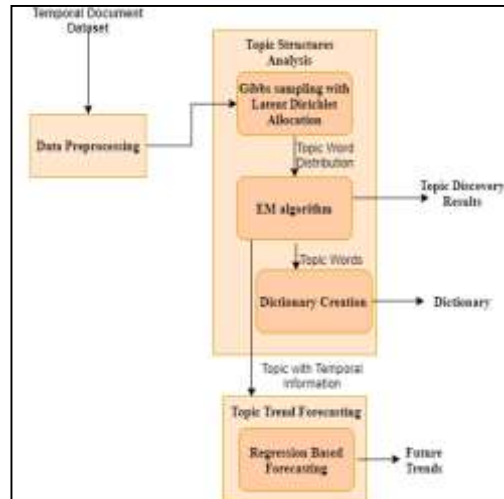 Temporal Document
Dataset
Topic Structures
Analysis
Gibbs sampling with
Latent Dirichlet
Allocation
Data Preprocessing
Topic Word
Distribution
EM algorithm
Topic Discovery
Results
Topic Words
Dictionary Creation
Dictionary
Topic with Temporal
Information
Topic Trend Forecasting
Regression Based
Forecasting
Future
Trends